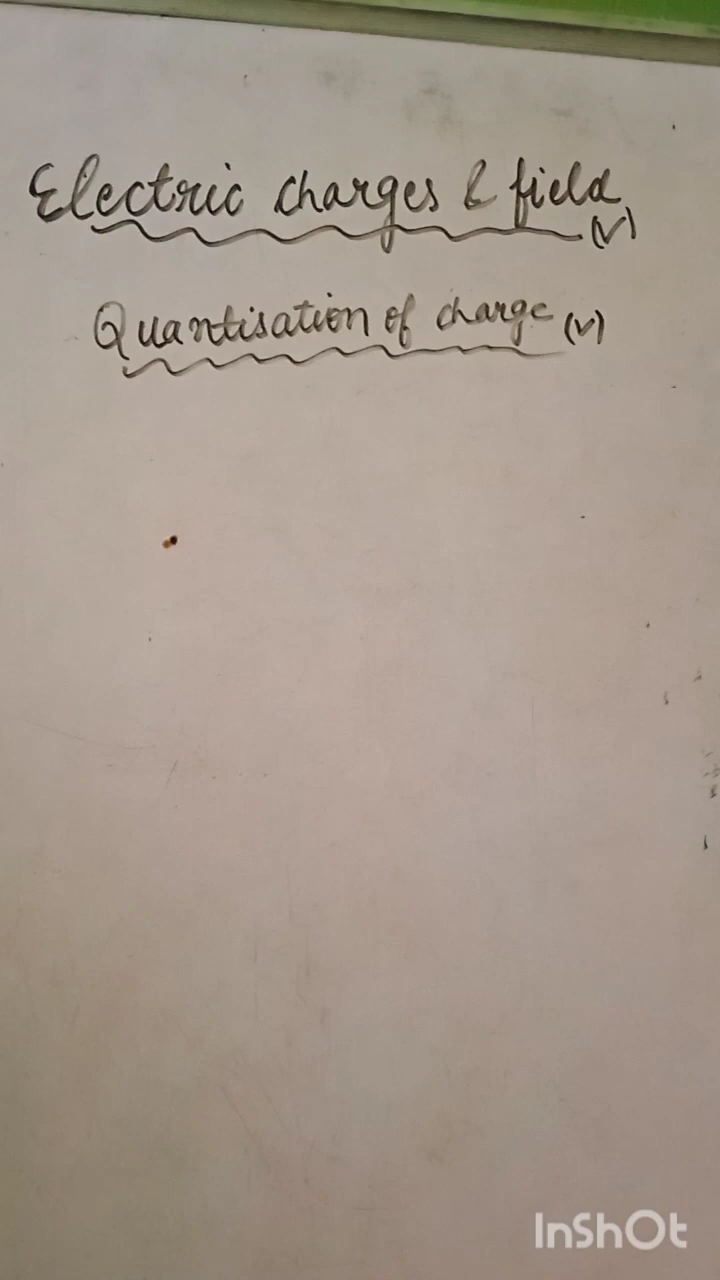 Electric charges & field (V)
Quantisation of charge (V)
InShOt